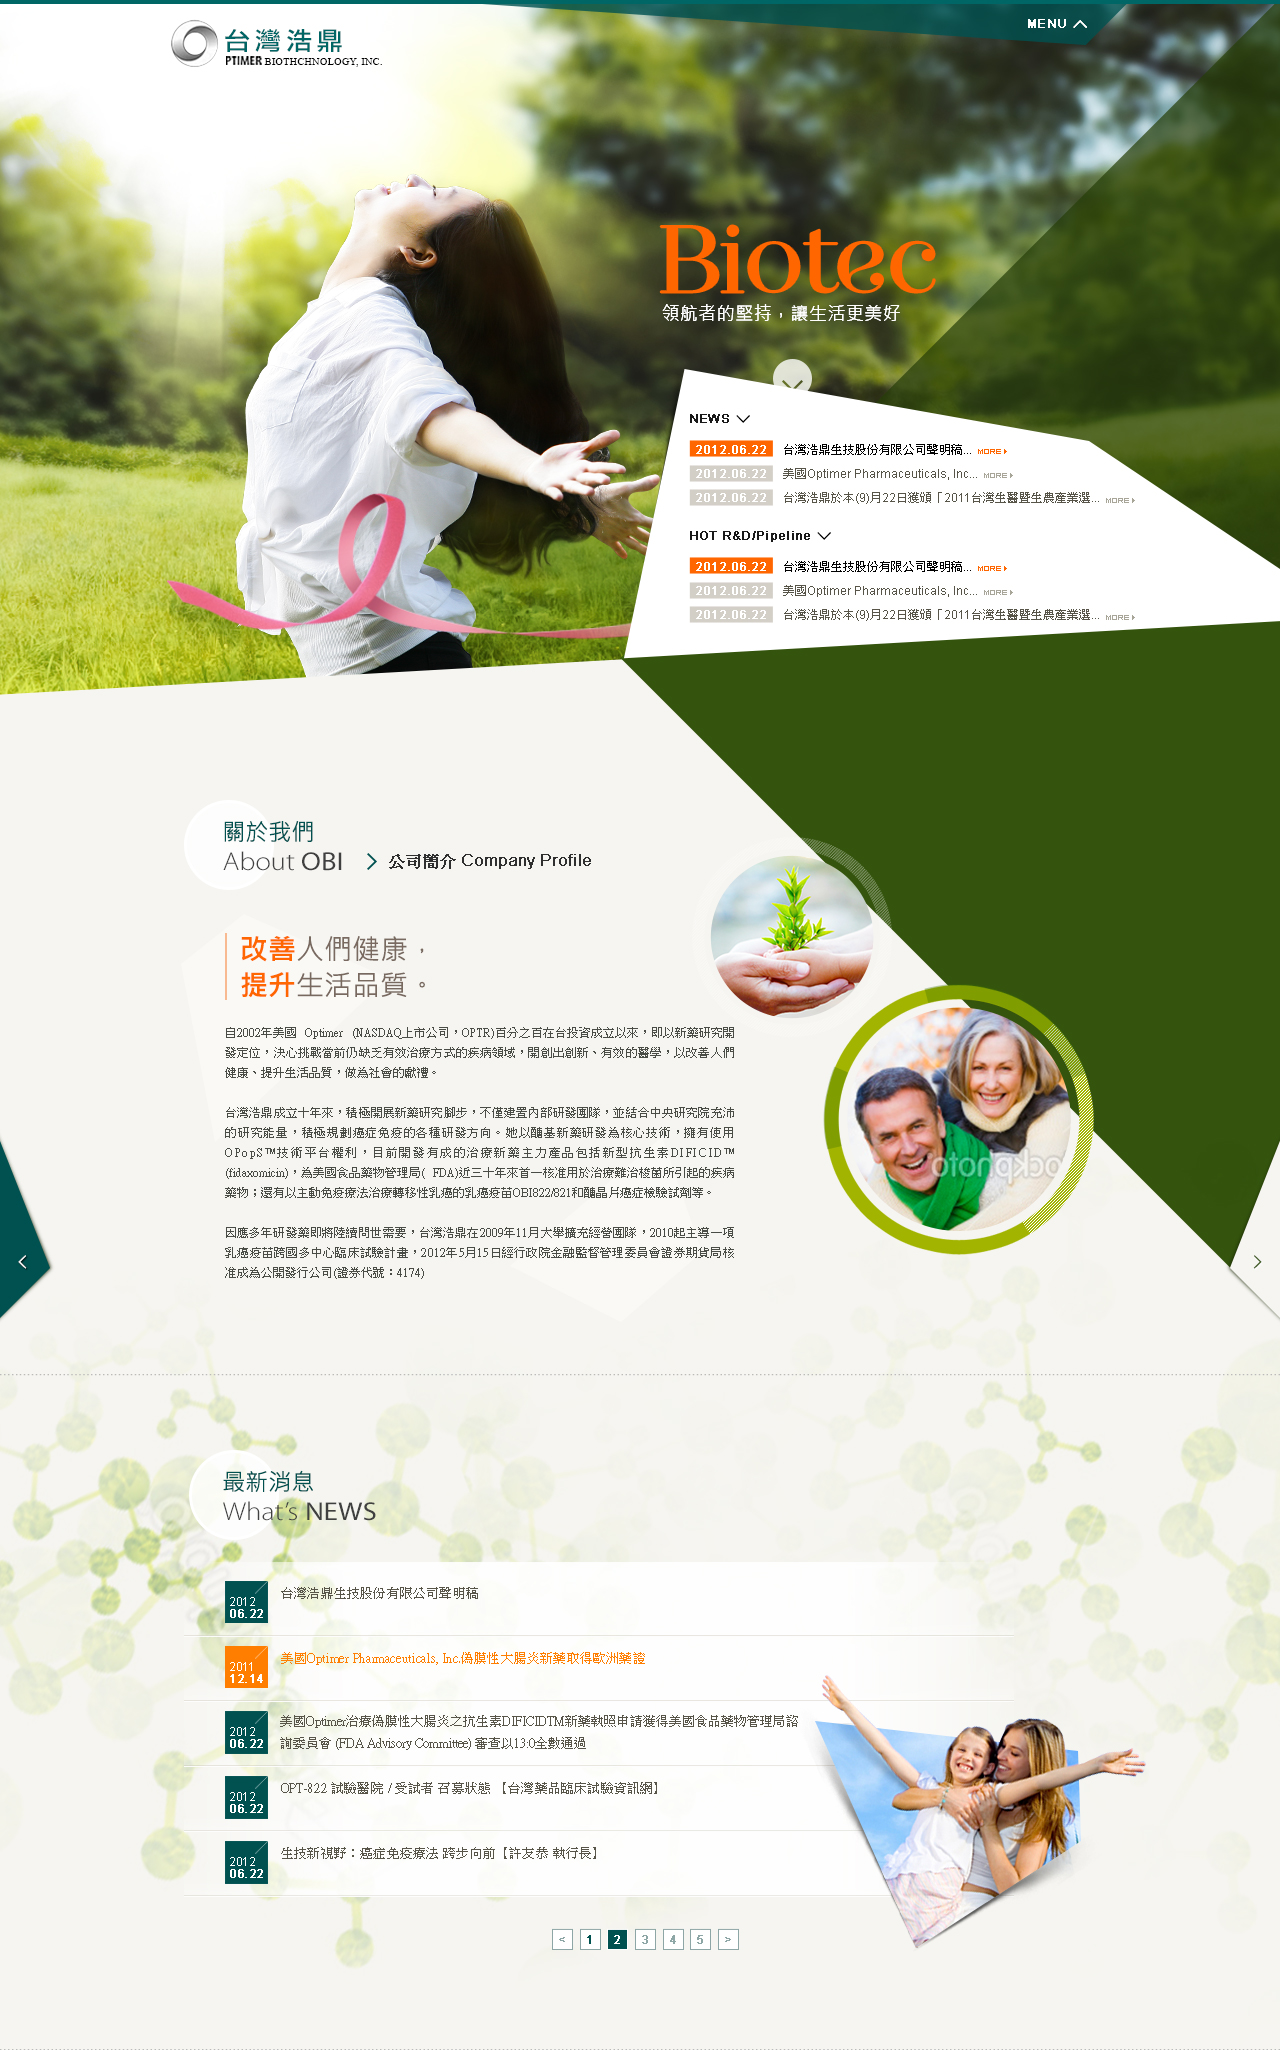 台灣浩鼎
PTIMER BIOTHCHNOLOGY, INC.
MENU
Biotec
領航者的堅持，讓生活更美好
NEWS
2012.06.22 台灣浩鼎生技股份有限公司聲明稿... MORE
2012.06.22 美國Optimer Pharmaceuticals, Inc... MORE
2012.06.22 台灣浩鼎於本(9)月22日獲頒「2011台灣生醫暨生農產業選... MORE
HOT R&D/Pipeline
2012.06.22 台灣浩鼎生技股份有限公司聲明稿... MORE
2012.06.22 美國Optimer Pharmaceuticals, Inc... MORE
2012.06.22 台灣浩鼎於本(9)月22日獲頒「2011台灣生醫暨生農產業選... MORE
關於我們
About OBI
公司簡介 Company Profile
改善人們健康，
提升生活品質。
自2002年美國 Optimer (NASDAQ上市公司，OPTR)百分之百在台投資成立以來，即以新藥研究開
發定位，決心挑戰當前仍缺乏有效治療方式的疾病領域，開創出創新、有效的醫學，以改善人們
健康、提升生活品質，做為社會的獻禮。
台灣浩鼎成立十年來，積極開展新藥研究腳步，不僅建置內部研發團隊，並結合中央研究院充沛
的研究能量，積極規劃癌症免疫的各種研發方向。她以醣基新藥研發為核心技術，擁有使用
OPopS™技術平台權利，目前開發有成的治療新藥主力產品包括新型抗生素DIFICID™
(fidaxomicin)，為美國食品藥物管理局( FDA)近三十年來首一核准用於治療難治梭菌所引起的疾病
藥物；還有以主動免疫療法治療轉移性乳癌的乳癌疫苗OBI822/821和醣晶片癌症檢驗試劑等。
因應多年研發藥即將陸讀問世需要，台灣浩鼎在2009年11月大舉擴充經營團隊，2010起主導一項
乳癌疫苗跨國多中心臨床試驗計畫，2012年5月15日經行政院金融監督管理委員會證券期貨局核
准成為公開發行公司(證券代號：4174)
最新消息
What's NEWS
2012
06.22
台灣浩鼎生技股份有限公司聲明稿
2011
12.14
美國Optimer Pharmaceuticals, Inc.偽膜性大腸炎新藥取得歐洲藥證
2012
06.22
美國Optimer治療偽膜性大腸炎之抗生素DIFICIDTM新藥執照申請獲得美國食品藥物管理局諮
詢委員會 (FDA Advisory Committee) 審查以13:0全數通過
2012
06.22
OPT-822 試驗醫院 / 受試者 召募狀態 【台灣藥品臨床試驗資訊網】
2012
06.22
生技新視野：癌症免疫療法 跨步向前【許友恭 執行長】
< 1 2 3 4 5 >